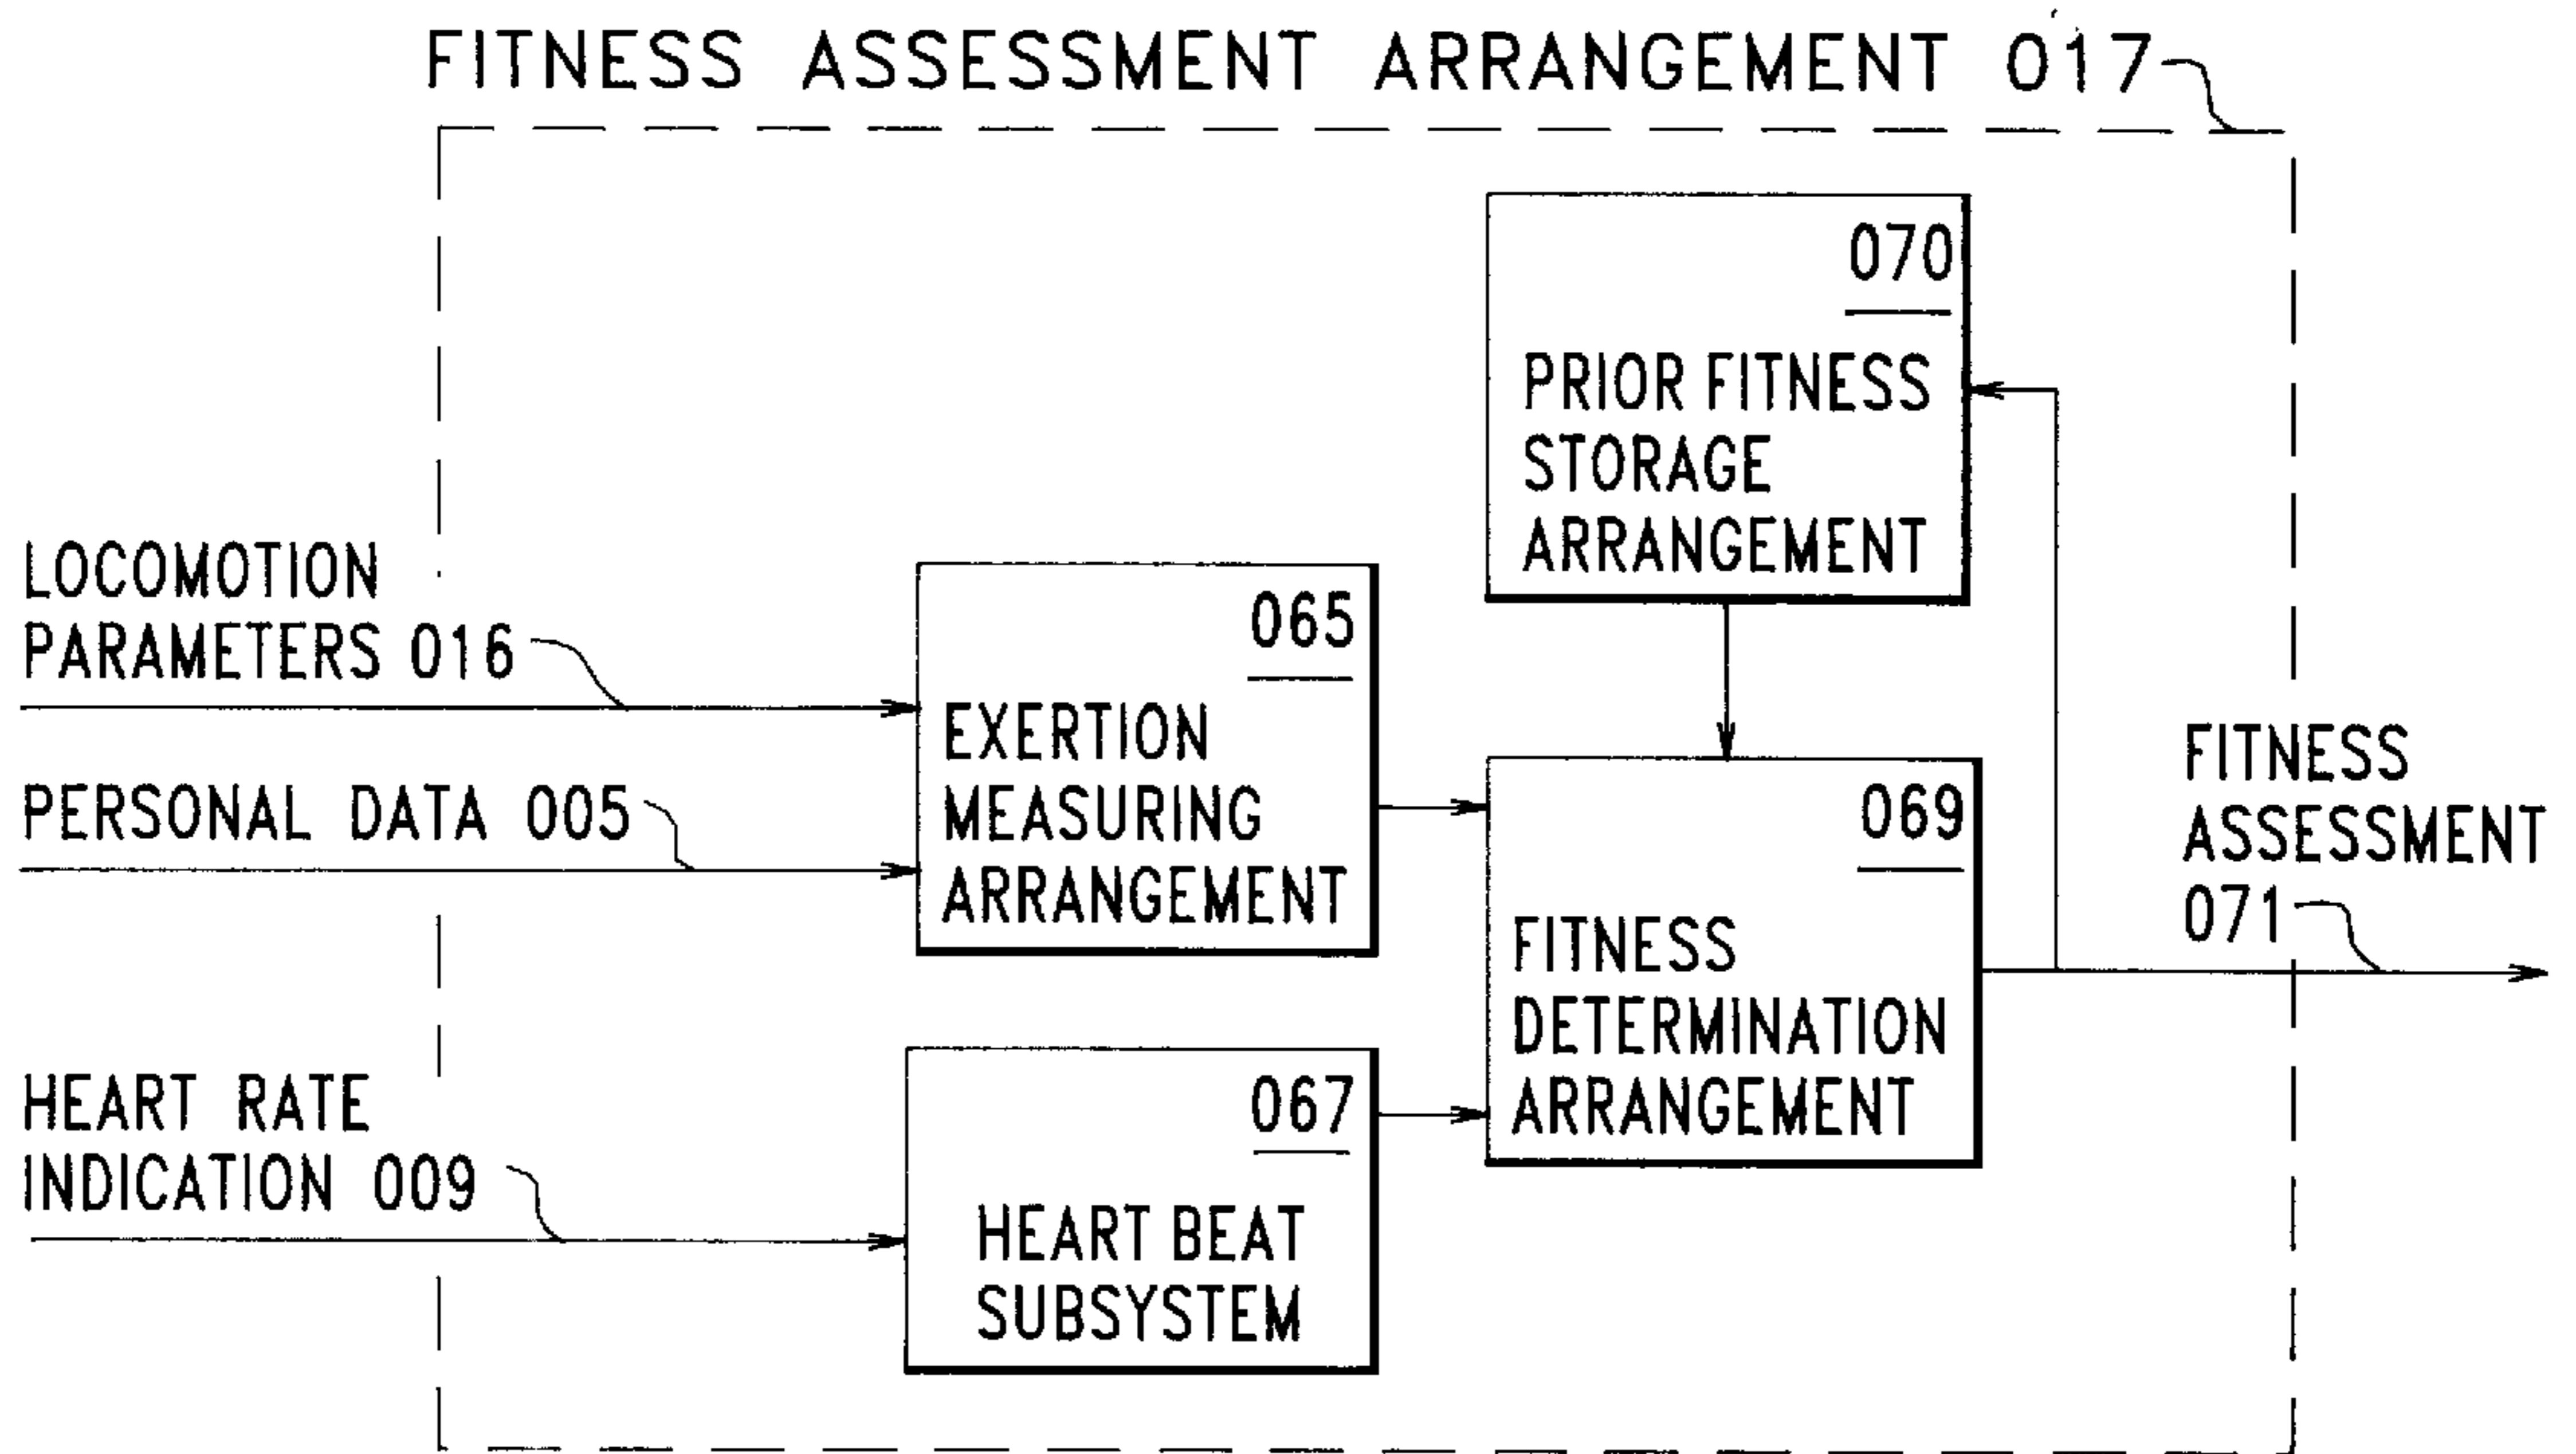 FITNESS ASSESSMENT ARRANGEMENT 017
070
PRIOR FITNESS
STORAGE
ARRANGEMENT
LOCOMOTION
PARAMETERS 016
065
EXERTION
MEASURING
ARRANGEMENT
PERSONAL DATA 005
069
FITNESS
DETERMINATION
ARRANGEMENT
FITNESS
ASSESSMENT
071
HEART RATE
INDICATION 009
067
HEART BEAT
SUBSYSTEM